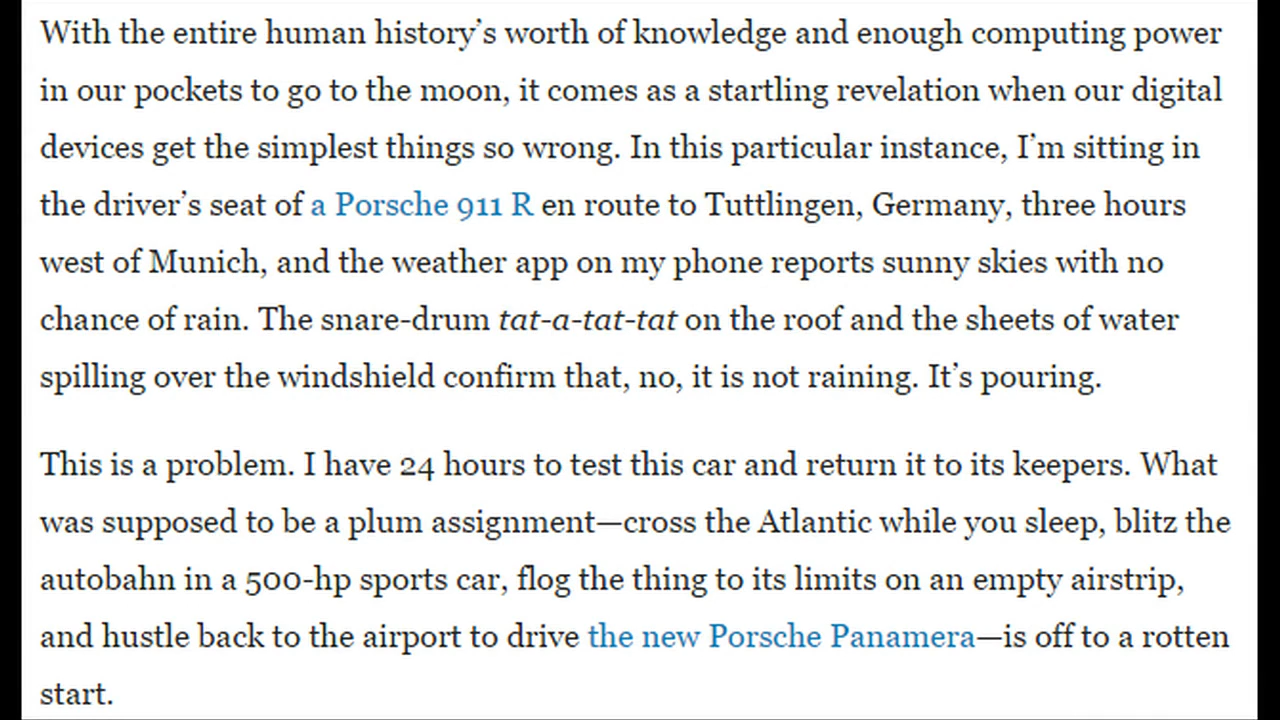 With the entire human history’s worth of knowledge and enough computing power
in our pockets to go to the moon, it comes as a startling revelation when our digital
devices get the simplest things so wrong. In this particular instance, I’m sitting in
the driver’s seat of a Porsche 911 R en route to Tuttlingen, Germany, three hours
west of Munich, and the weather app on my phone reports sunny skies with no
chance of rain. The snare-drum tat-a-tat-tat on the roof and the sheets of water
spilling over the windshield confirm that, no, it is not raining. It’s pouring.
This is a problem. I have 24 hours to test this car and return it to its keepers. What
was supposed to be a plum assignment—cross the Atlantic while you sleep, blitz the
autobahn in a 500-hp sports car, flog the thing to its limits on an empty airstrip,
and hustle back to the airport to drive the new Porsche Panamera—is off to a rotten
start.